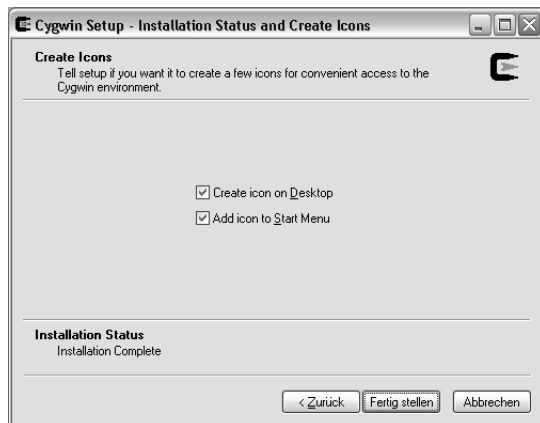 Cygwin Setup - Installation Status and Create Icons
Create Icons
Tell setup if you want it to create a few icons for convenient access to the
Cygwin environment.
Create icon on Desktop
Add icon to Start Menu
Installation Status
Installation Complete
< Zurück Fertig stellen Abbrechen